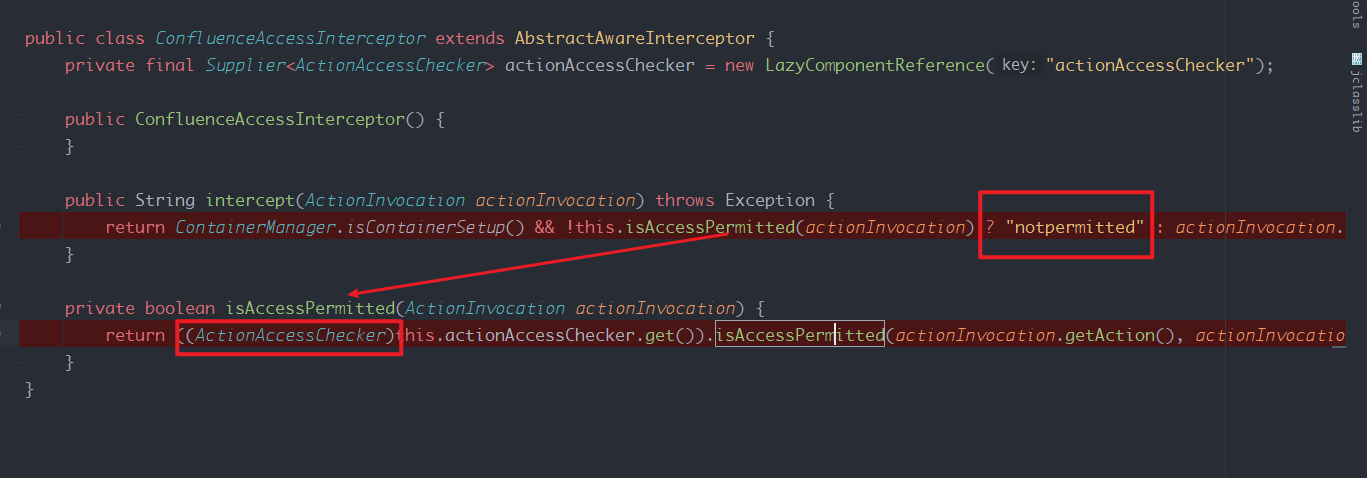 public class ConfluenceAccessInterceptor extends AbstractAwareInterceptor {
private final Supplier<ActionAccessChecker> actionAccessChecker = new LazyComponentReference( key: "actionAccessChecker");
public ConfluenceAccessInterceptor() {
}
public String intercept(ActionInvocation actionInvocation) throws Exception {
return ContainerManager.isContainerSetup() && !this.isAccessPermitted(actionInvocation) ? "notpermitted" : actionInvocation.
}
private boolean isAccessPermitted(ActionInvocation actionInvocation) {
return ((ActionAccessChecker)this.actionAccessChecker.get()).isAccessPermitted(actionInvocation.getAction(), actionInvocatio
}
}
ools
jclasslib